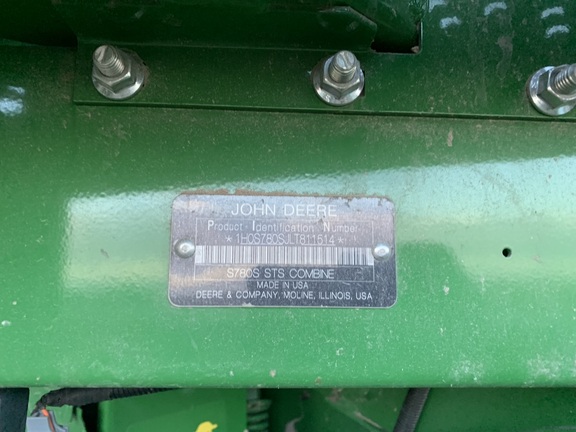 JOHN DEERE
Product Identification Number
*1H0S780SJLT811514*
S780S STS COMBINE
MADE IN USA
DEERE & COMPANY, MOLINE, ILLINOIS, USA